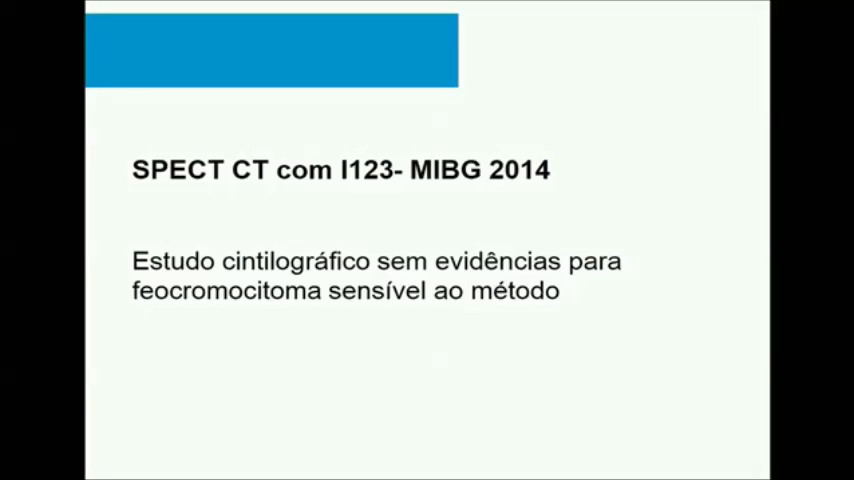 SPECT CT com I123- MIBG 2014
Estudo cintilográfico sem evidências para
feocromocitoma sensível ao método